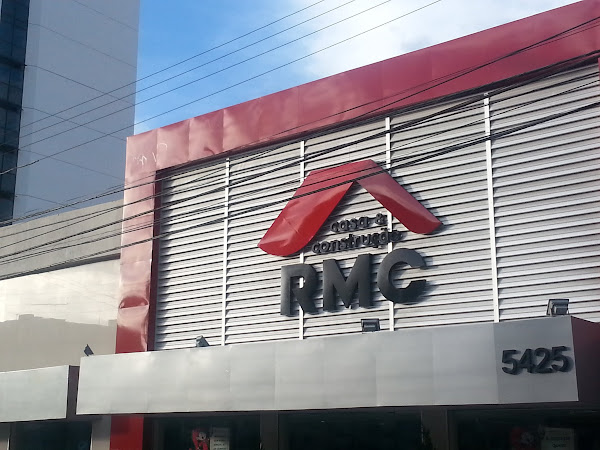 casa &
construção
RMC
5425